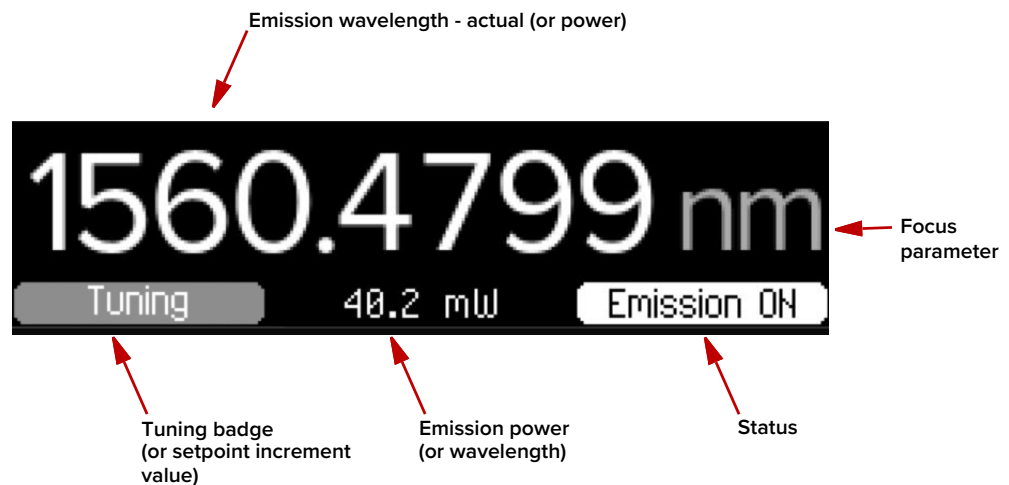 Emission wavelength - actual (or power)
1560.4799 nm
Focus
parameter
Tuning
40.2 mW
Emission ON
Tuning badge
(or setpoint increment
value)
Emission power
(or wavelength)
Status